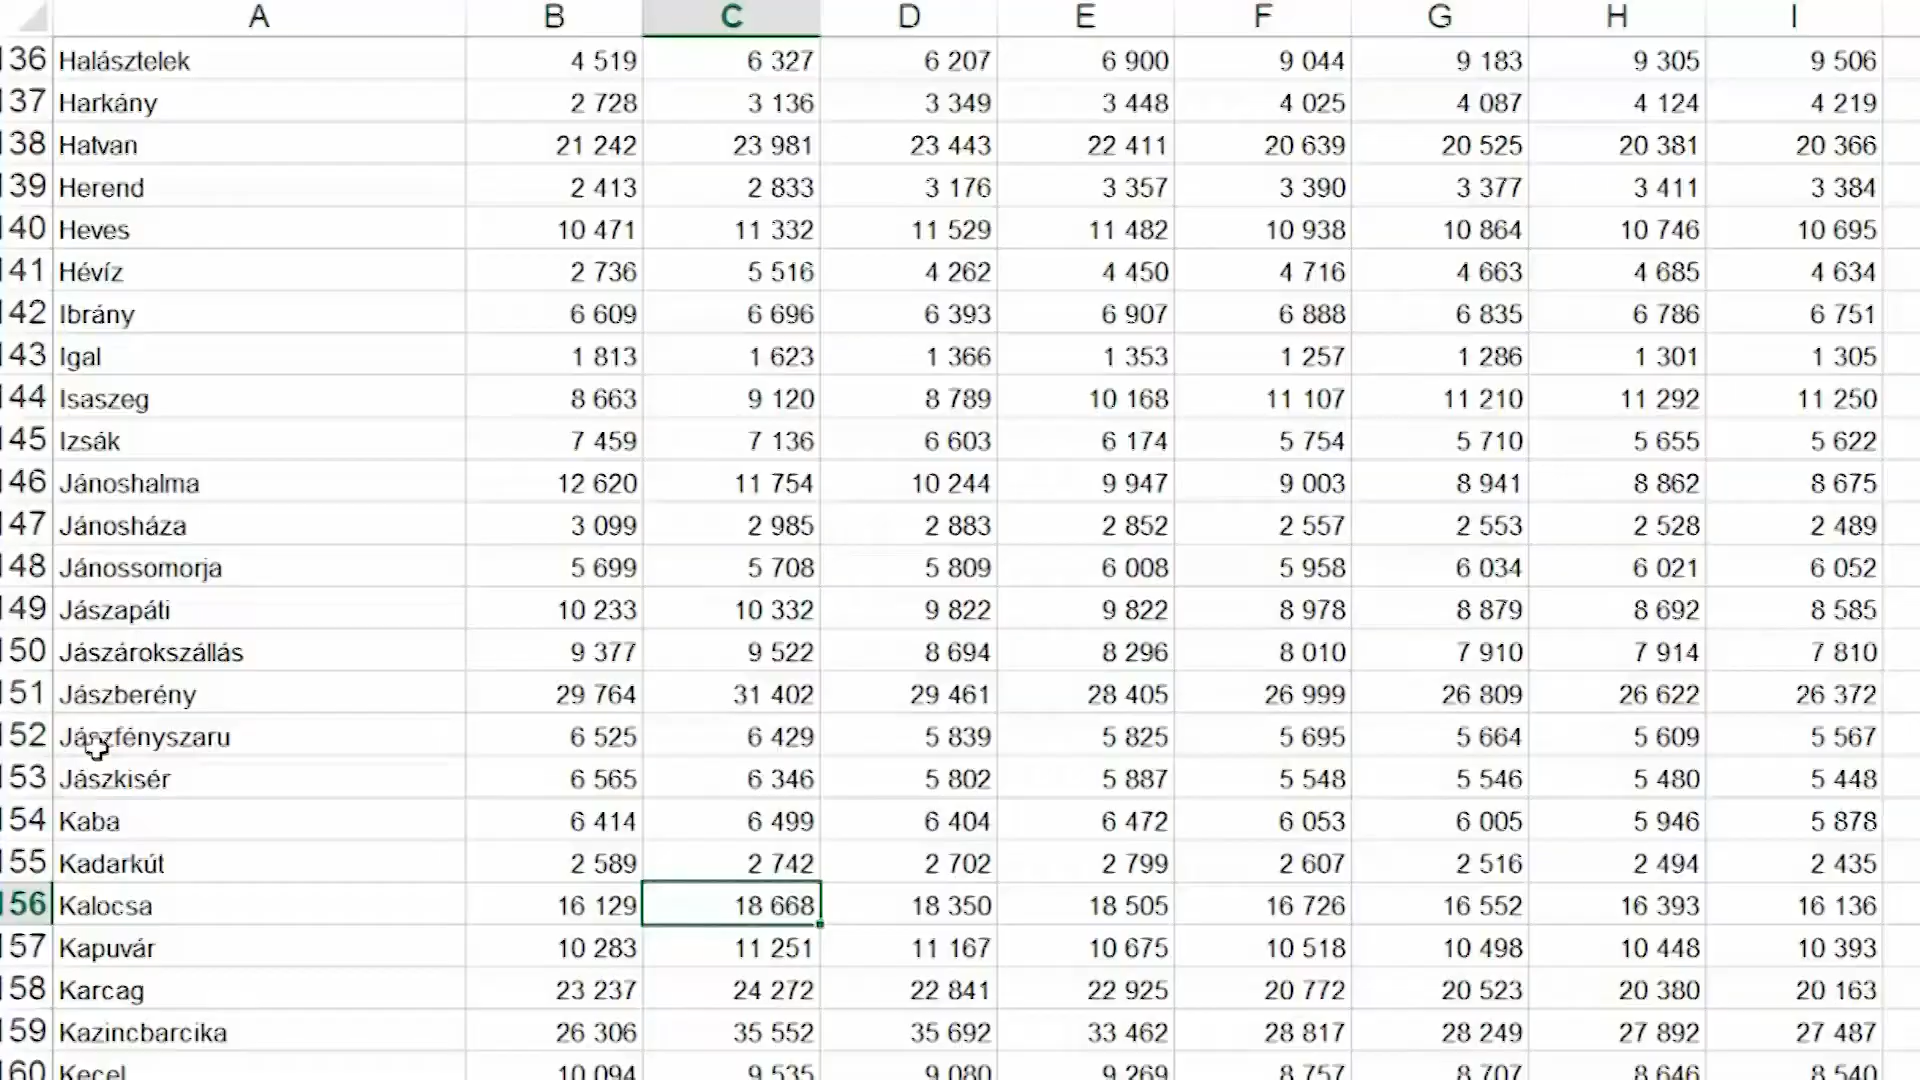 A B C D E F G H I
136 Halásztelek 4 519 6 327 6 207 6 900 9 044 9 183 9 305 9 506
137 Harkány 2 728 3 136 3 349 3 448 4 025 4 087 4 124 4 219
138 Hatvan 21 242 23 981 23 443 22 411 20 639 20 525 20 381 20 366
139 Herend 2 413 2 833 3 176 3 357 3 390 3 377 3 411 3 384
140 Heves 10 471 11 332 11 529 11 482 10 938 10 864 10 746 10 695
141 Hévíz 2 736 5 516 4 262 4 450 4 716 4 663 4 685 4 634
142 Ibrány 6 609 6 696 6 393 6 907 6 888 6 835 6 786 6 751
143 Igal 1 813 1 623 1 366 1 353 1 257 1 286 1 301 1 305
144 Isaszeg 8 663 9 120 8 789 10 168 11 107 11 210 11 292 11 250
145 Izsák 7 459 7 136 6 603 6 174 5 754 5 710 5 655 5 622
146 Jánoshalma 12 620 11 754 10 244 9 947 9 003 8 941 8 862 8 675
147 Jánosháza 3 099 2 985 2 883 2 852 2 557 2 553 2 528 2 489
148 Jánossomorja 5 699 5 708 5 809 6 008 5 958 6 034 6 021 6 052
149 Jászapáti 10 233 10 332 9 822 9 822 8 978 8 879 8 692 8 585
150 Jászárokszállás 9 377 9 522 8 694 8 296 8 010 7 910 7 914 7 810
151 Jászberény 29 764 31 402 29 461 28 405 26 999 26 809 26 622 26 372
152 Jászfényszaru 6 525 6 429 5 839 5 825 5 695 5 664 5 609 5 567
153 Jászkisér 6 565 6 346 5 802 5 887 5 548 5 546 5 480 5 448
154 Kaba 6 414 6 499 6 404 6 472 6 053 6 005 5 946 5 878
155 Kadarkút 2 589 2 742 2 702 2 799 2 607 2 516 2 494 2 435
156 Kalocsa 16 129 18 668 18 350 18 505 16 726 16 552 16 393 16 136
157 Kapuvár 10 283 11 251 11 167 10 675 10 518 10 498 10 448 10 393
158 Karcag 23 237 24 272 22 841 22 925 20 772 20 523 20 380 20 163
159 Kazincbarcika 26 306 35 552 35 692 33 462 28 817 28 249 27 892 27 487
160 Kecel 10 094 9 535 9 080 9 269 8 757 8 707 8 646 8 540